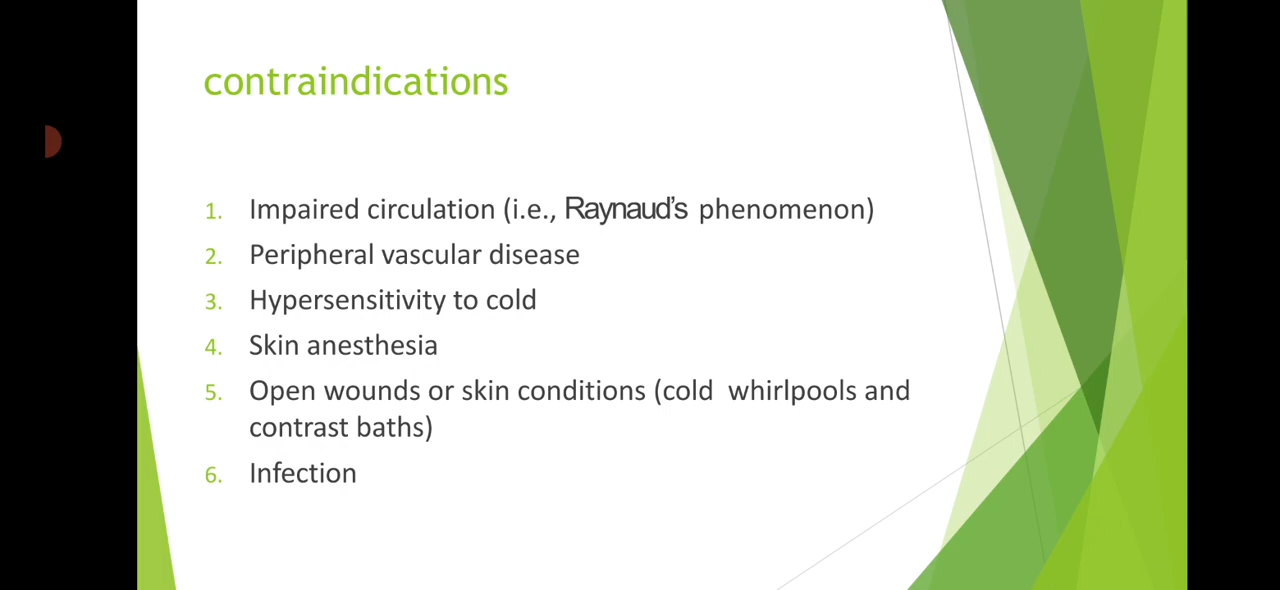 contraindications
1. Impaired circulation (i.e., Raynaud's phenomenon)
2. Peripheral vascular disease
3. Hypersensitivity to cold
4. Skin anesthesia
5. Open wounds or skin conditions (cold whirlpools and
contrast baths)
6. Infection